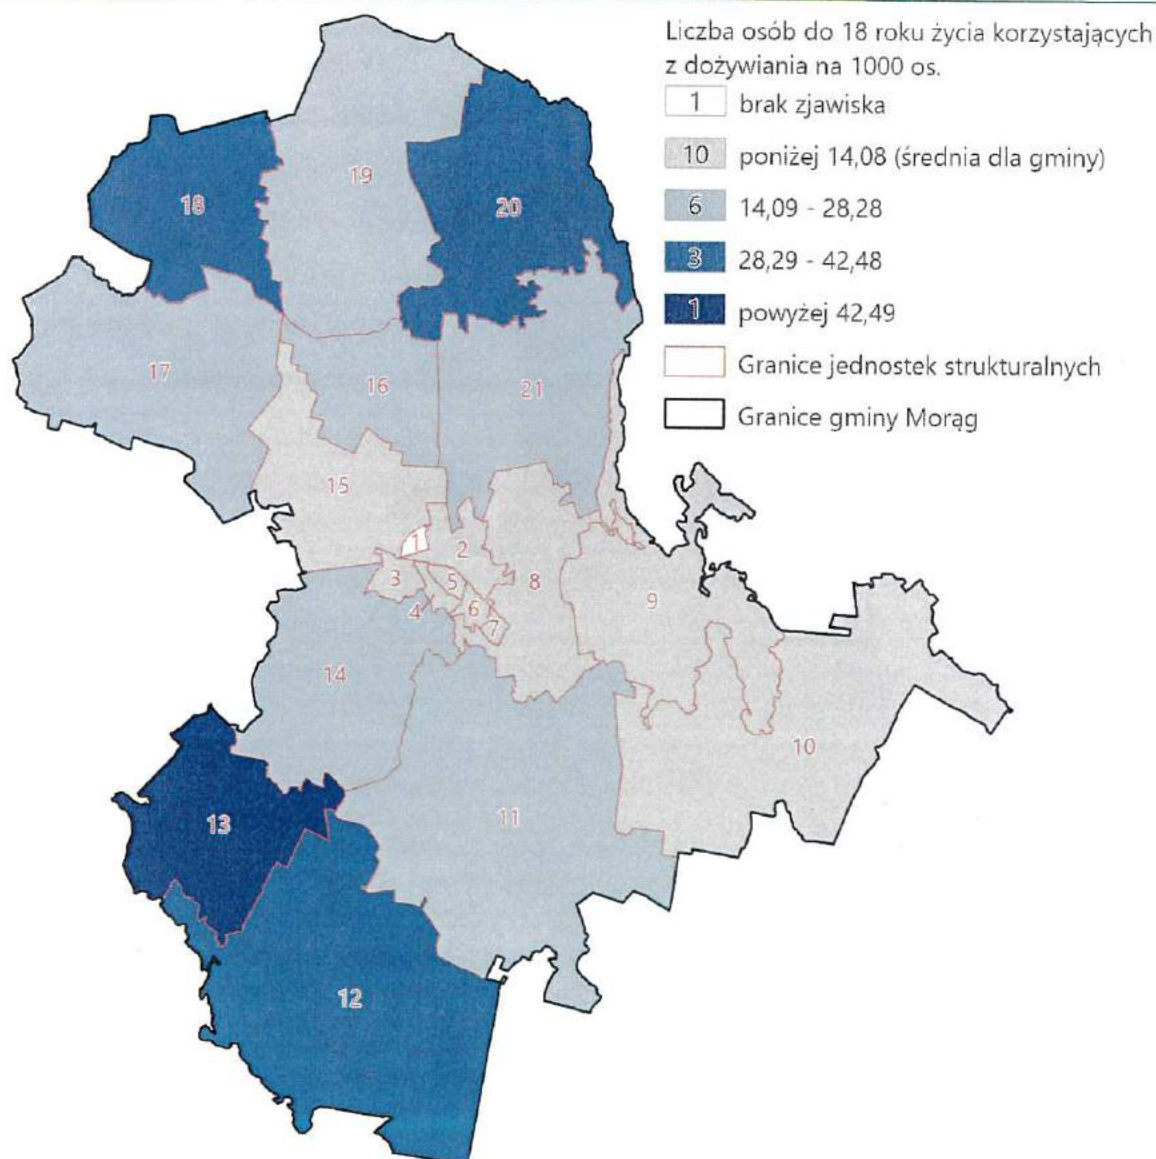 Liczba osób do 18 roku życia korzystających
z dożywiania na 1000 os.
1 brak zjawiska
10 poniżej 14,08 (średnia dla gminy)
6 14,09 - 28,28
3 28,29 - 42,48
1 powyżej 42,49
Granice jednostek strukturalnych
Granice gminy Morąg
19
18
20
17
16
21
15
1
2
3
5
8
9
4
6
7
14
10
11
13
12